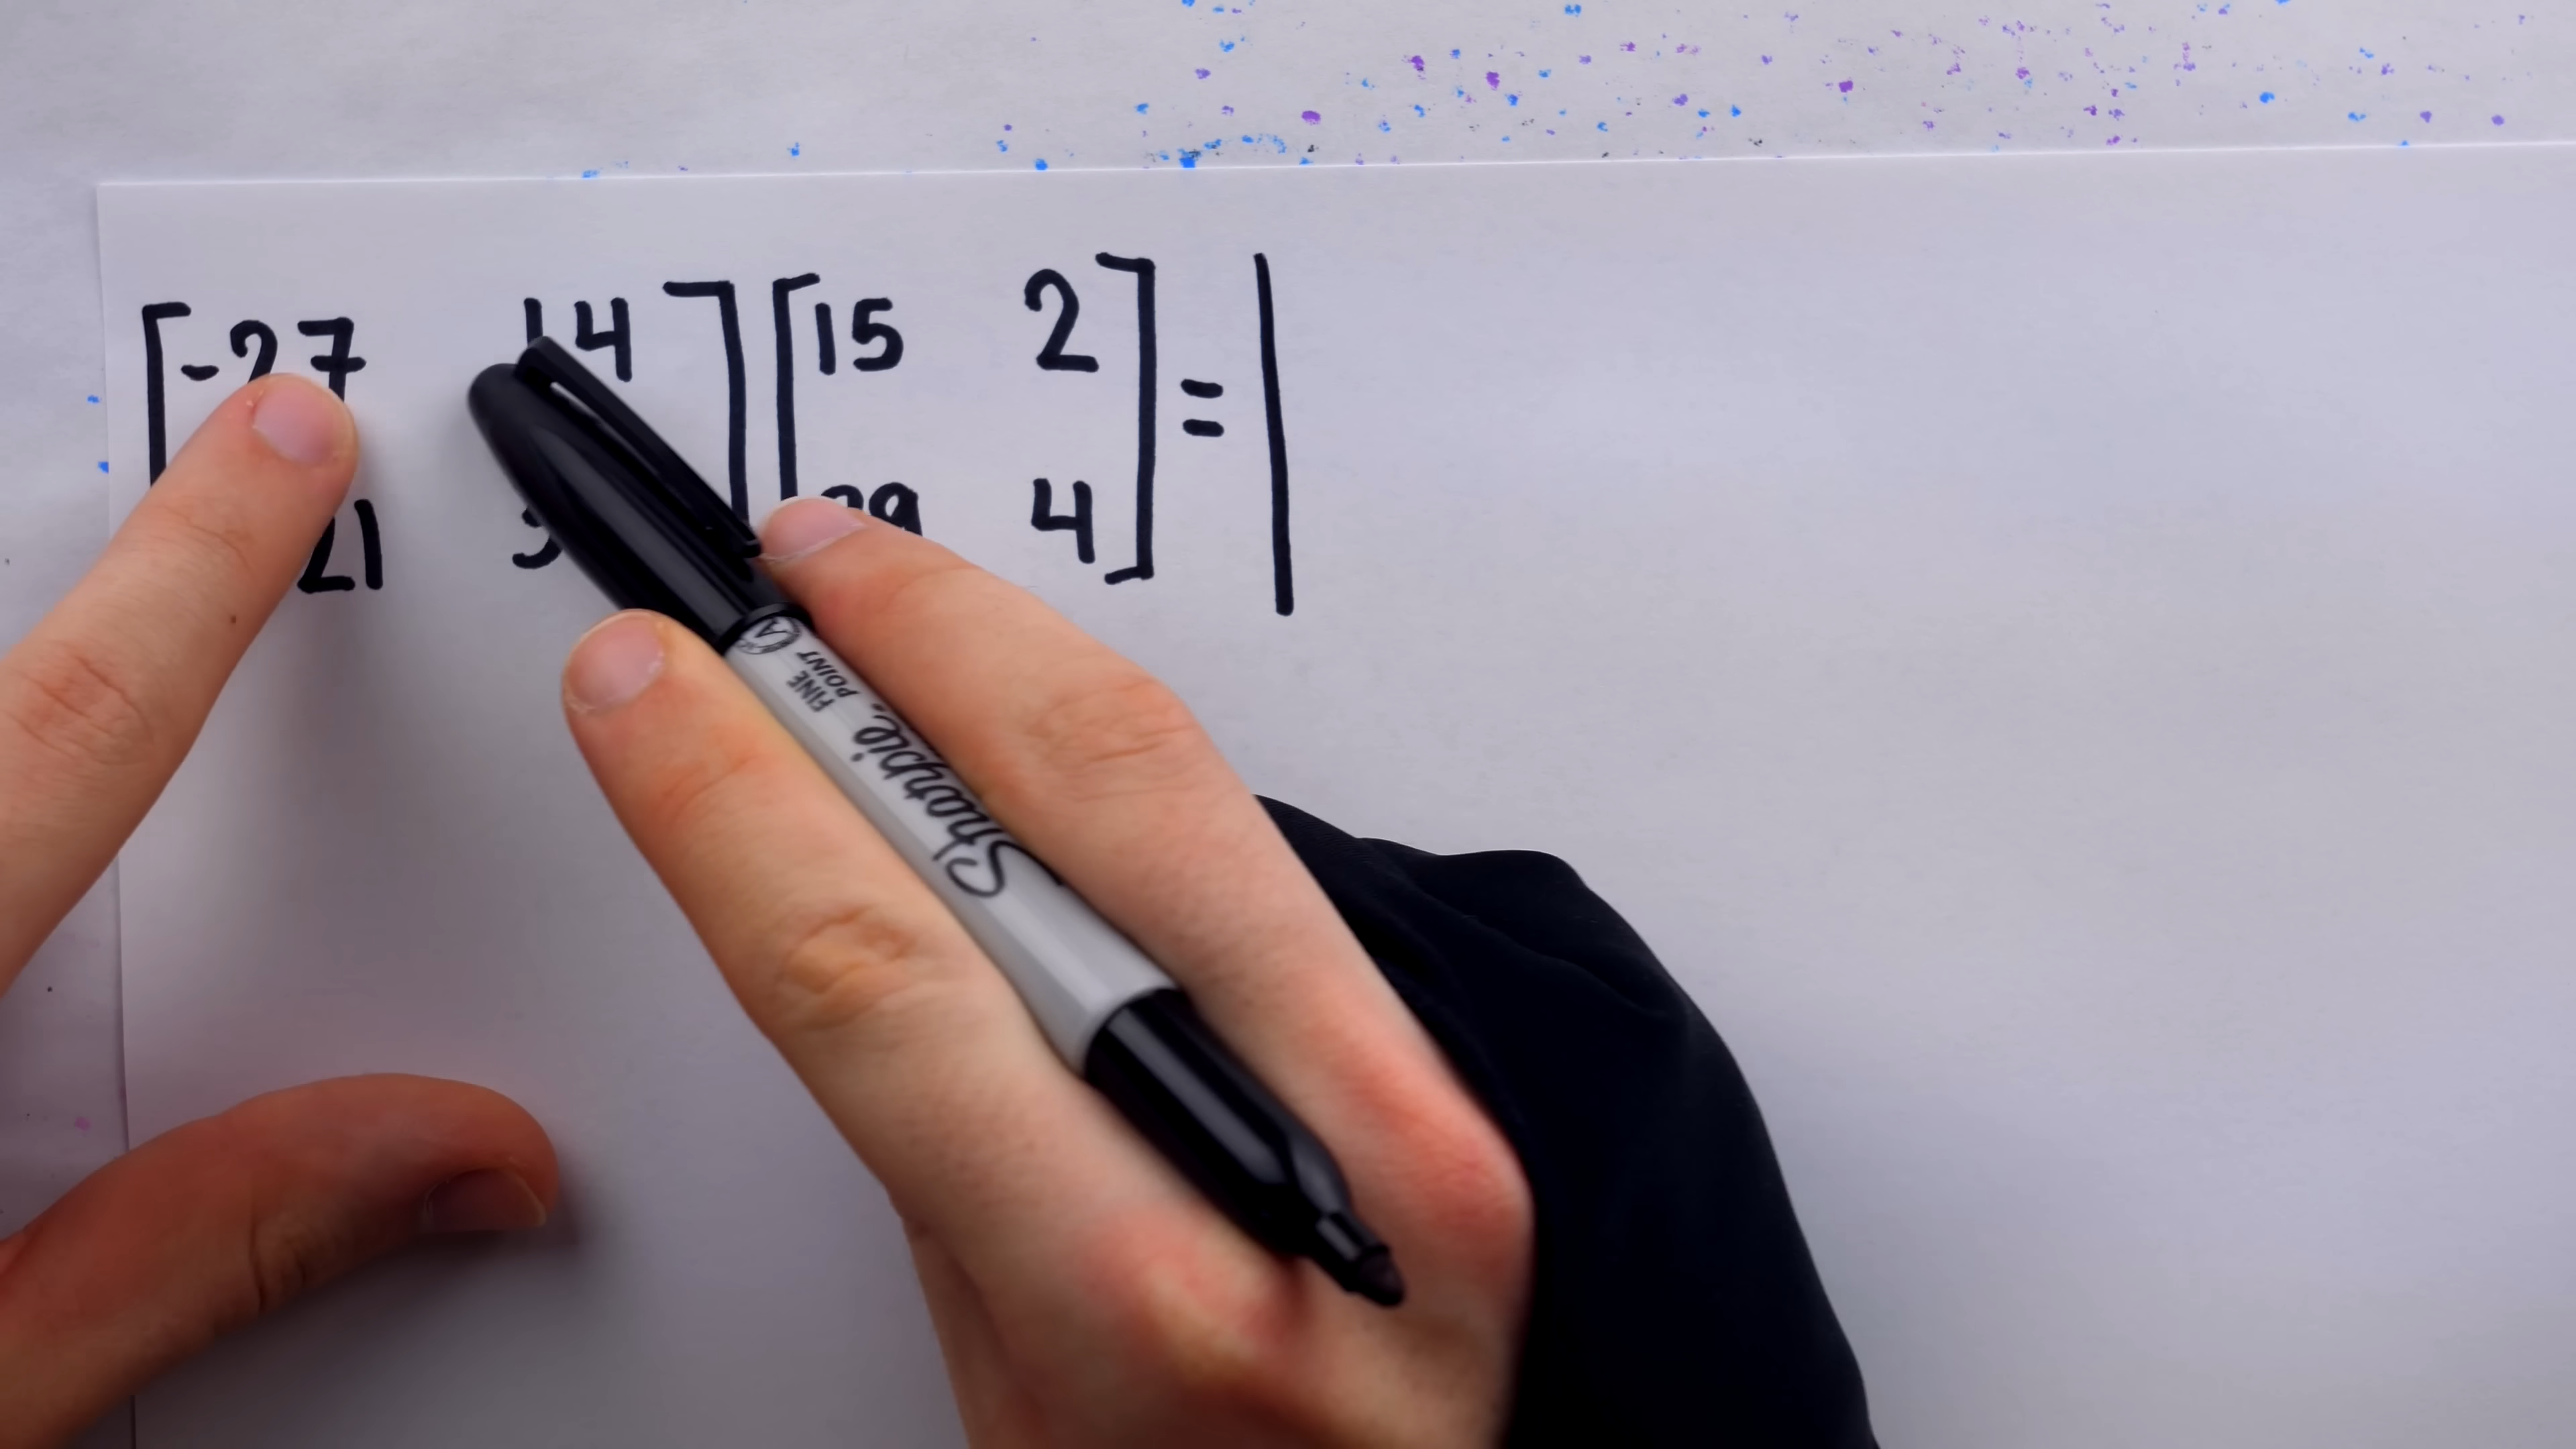 [-27 14] [15 2] = |
21 4
Sharpie. FINE POINT